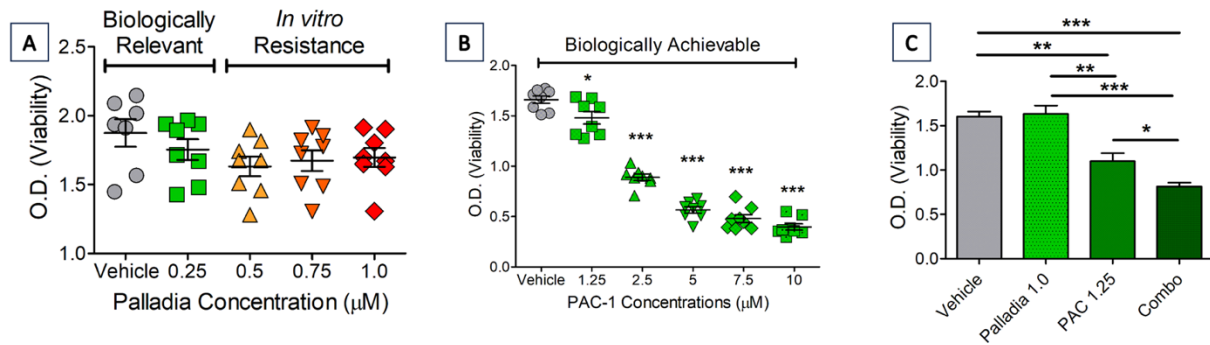 A
Biologically
Relevant
In vitro
Resistance
2.5
2.0
1.5
1.0
O.D. (Viability)
Vehicle 0.25 0.5 0.75 1.0
Palladia Concentration (μM)
B
Biologically Achievable
2.0
1.5
1.0
0.5
0.0
O.D. (Viability)
*
***
***
***
***
Vehicle 1.25 2.5 5 7.5 10
PAC-1 Concentrations (μM)
C
***
**
**
***
*
2.0
1.5
1.0
0.5
0.0
O.D. (Viability)
Vehicle
Palladia 1.0
PAC 1.25
Combo